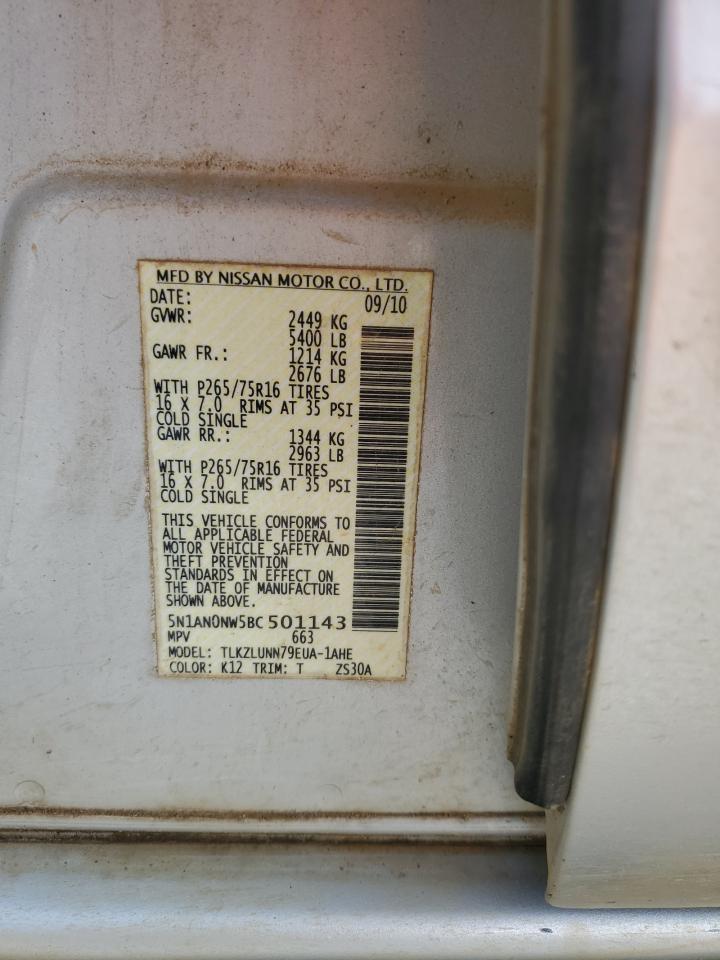 MFD BY NISSAN MOTOR CO., LTD.
DATE: 09/10
GVWR: 2449 KG
5400 LB
GAWR FR.: 1214 KG
2676 LB
WITH P265/75R16 TIRES
16 X 7.0 RIMS AT 35 PSI
COLD SINGLE
GAWR RR.: 1344 KG
2963 LB
WITH P265/75R16 TIRES
16 X 7.0 RIMS AT 35 PSI
COLD SINGLE
THIS VEHICLE CONFORMS TO
ALL APPLICABLE FEDERAL
MOTOR VEHICLE SAFETY AND
THEFT PREVENTION
STANDARDS IN EFFECT ON
THE DATE OF MANUFACTURE
SHOWN ABOVE.
5N1AN0NW5BC501143
MPV 663
MODEL: TLKZLUNN79EUA-1AHE
COLOR: K12 TRIM: T ZS30A